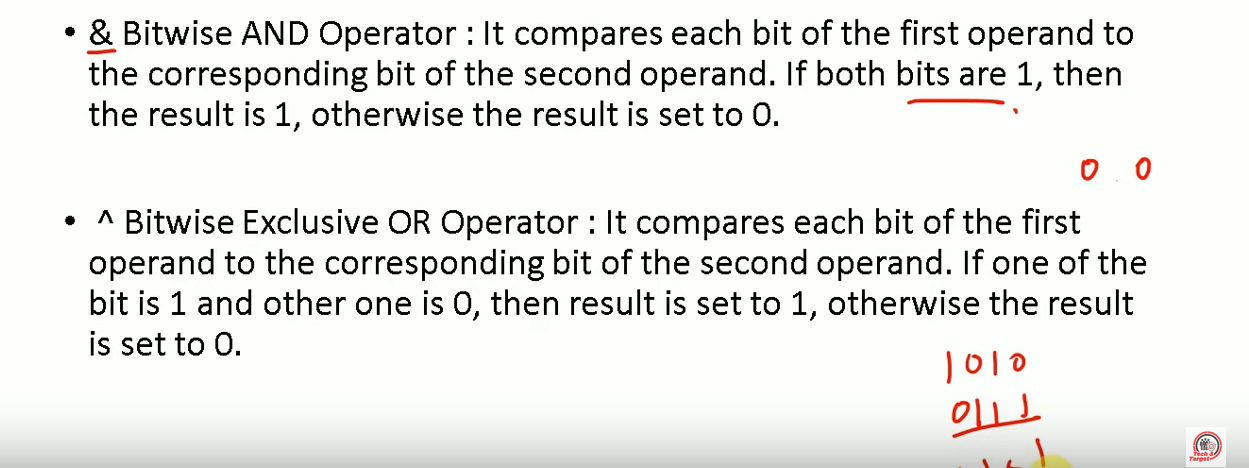 • & Bitwise AND Operator : It compares each bit of the first operand to
the corresponding bit of the second operand. If both bits are 1, then
the result is 1, otherwise the result is set to 0.
0 0
• ^ Bitwise Exclusive OR Operator : It compares each bit of the first
operand to the corresponding bit of the second operand. If one of the
bit is 1 and other one is 0, then result is set to 1, otherwise the result
is set to 0.
1010
0111
Tech &
Target